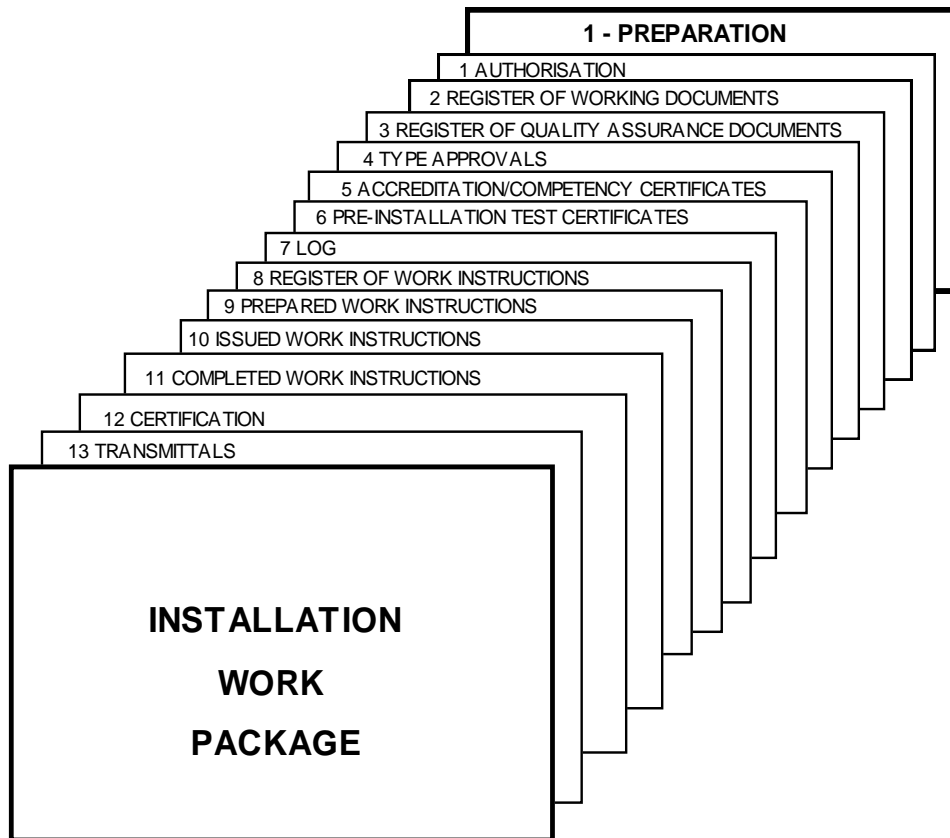 1 - PREPARATION
1 AUTHORISATION
2 REGISTER OF WORKING DOCUMENTS
3 REGISTER OF QUALITY ASSURANCE DOCUMENTS
4 TYPE APPROVALS
5 ACCREDITATION/COMPETENCY CERTIFICATES
6 PRE-INSTALLATION TEST CERTIFICATES
7 LOG
8 REGISTER OF WORK INSTRUCTIONS
9 PREPARED WORK INSTRUCTIONS
10 ISSUED WORK INSTRUCTIONS
11 COMPLETED WORK INSTRUCTIONS
12 CERTIFICATION
13 TRANSMITTALS
INSTALLATION
WORK
PACKAGE